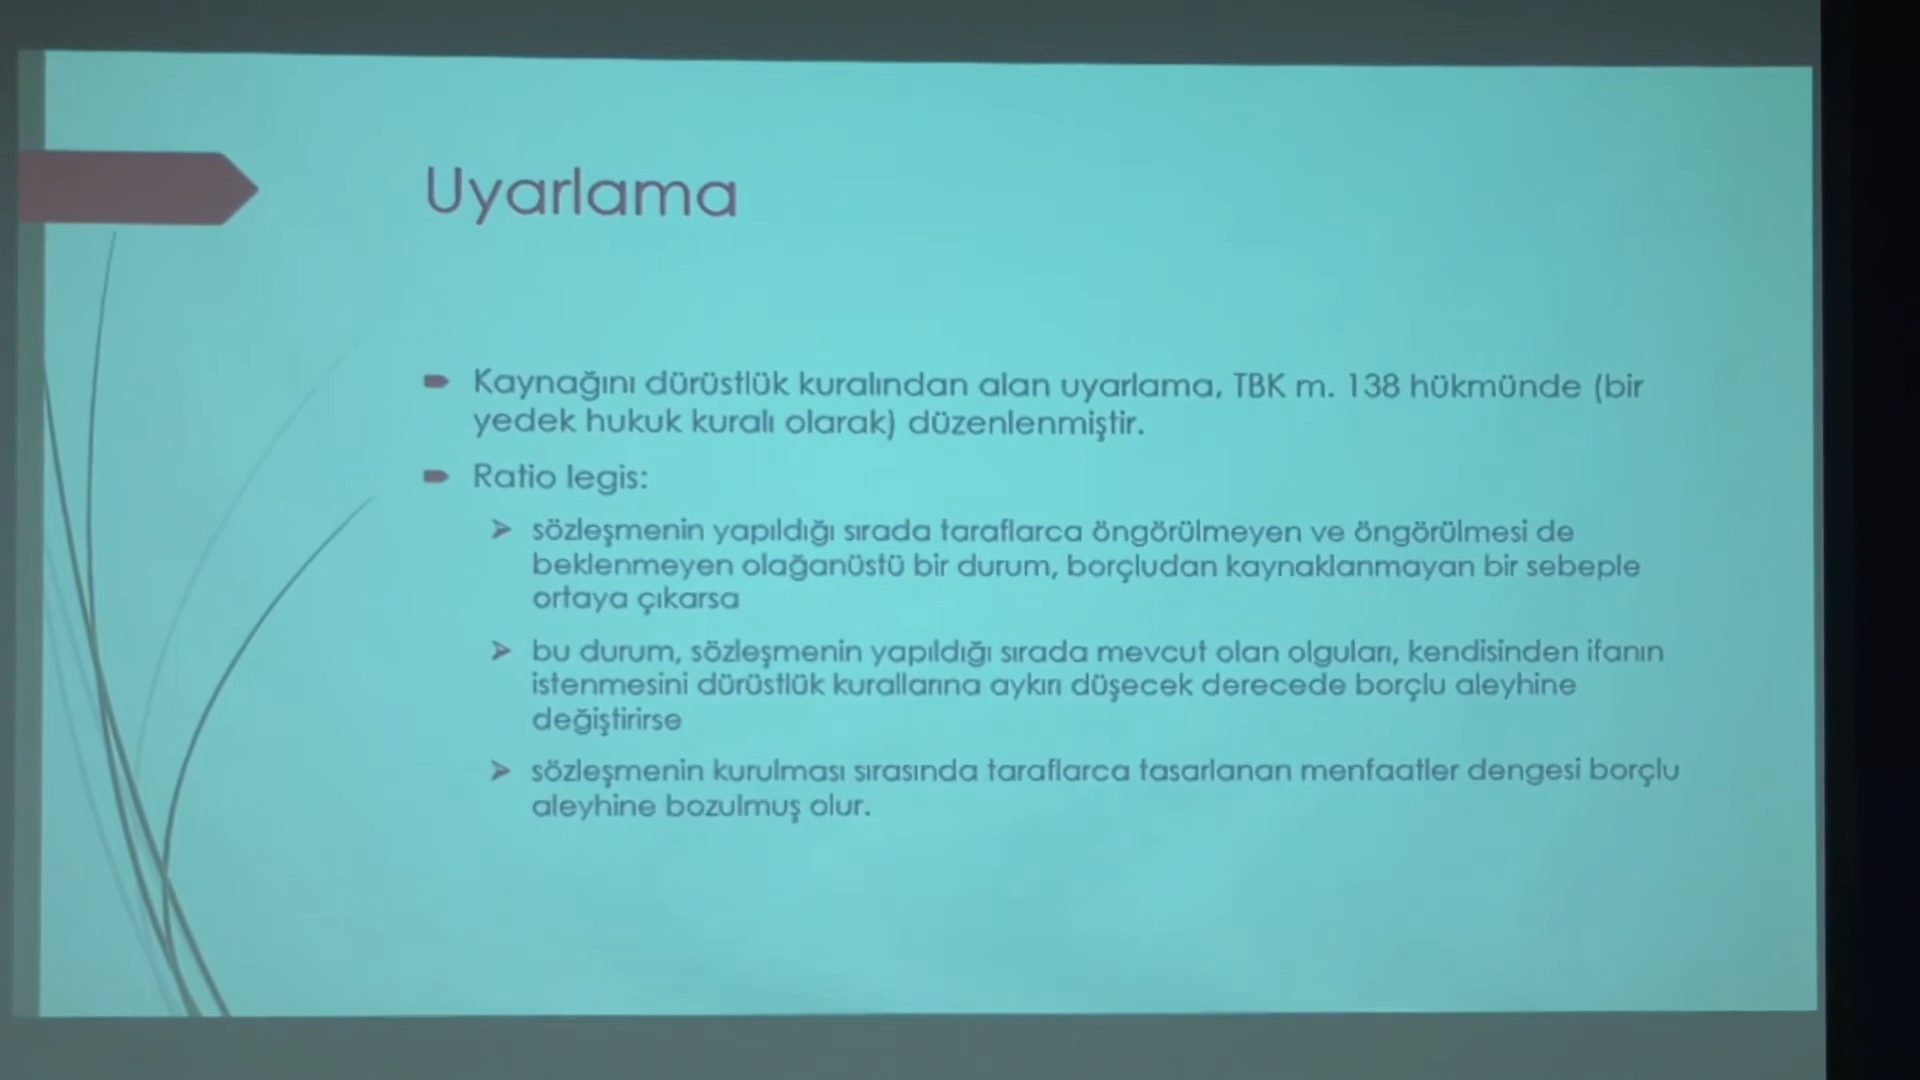 Uyarlama
Kaynağını dürüstlük kuralından alan uyarlama, TBK m. 138 hükmünde (bir
yedek hukuk kuralı olarak) düzenlenmiştir.
Ratio legis:
sözleşmenin yapıldığı sırada taraflarca öngörülmeyen ve öngörülmesi de
beklenmeyen olağanüstü bir durum, borçludan kaynaklanmayan bir sebeple
ortaya çıkarsa
bu durum, sözleşmenin yapıldığı sırada mevcut olan olguları, kendisinden ifanın
istenmesini dürüstlük kurallarına aykırı düşecek derecede borçlu aleyhine
değiştirirse
sözleşmenin kurulması sırasında taraflarca tasarlanan menfaatler dengesi borçlu
aleyhine bozulmuş olur.